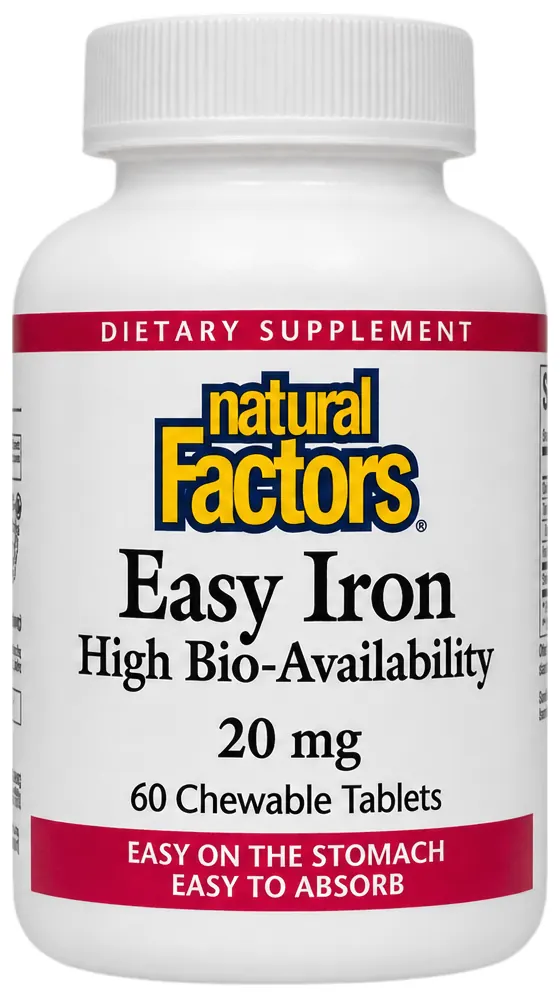 DIETARY SUPPLEMENT
natural
Factors®
Easy Iron
High Bio-Availability
20 mg
60 Chewable Tablets
EASY ON THE STOMACH
EASY TO ABSORB